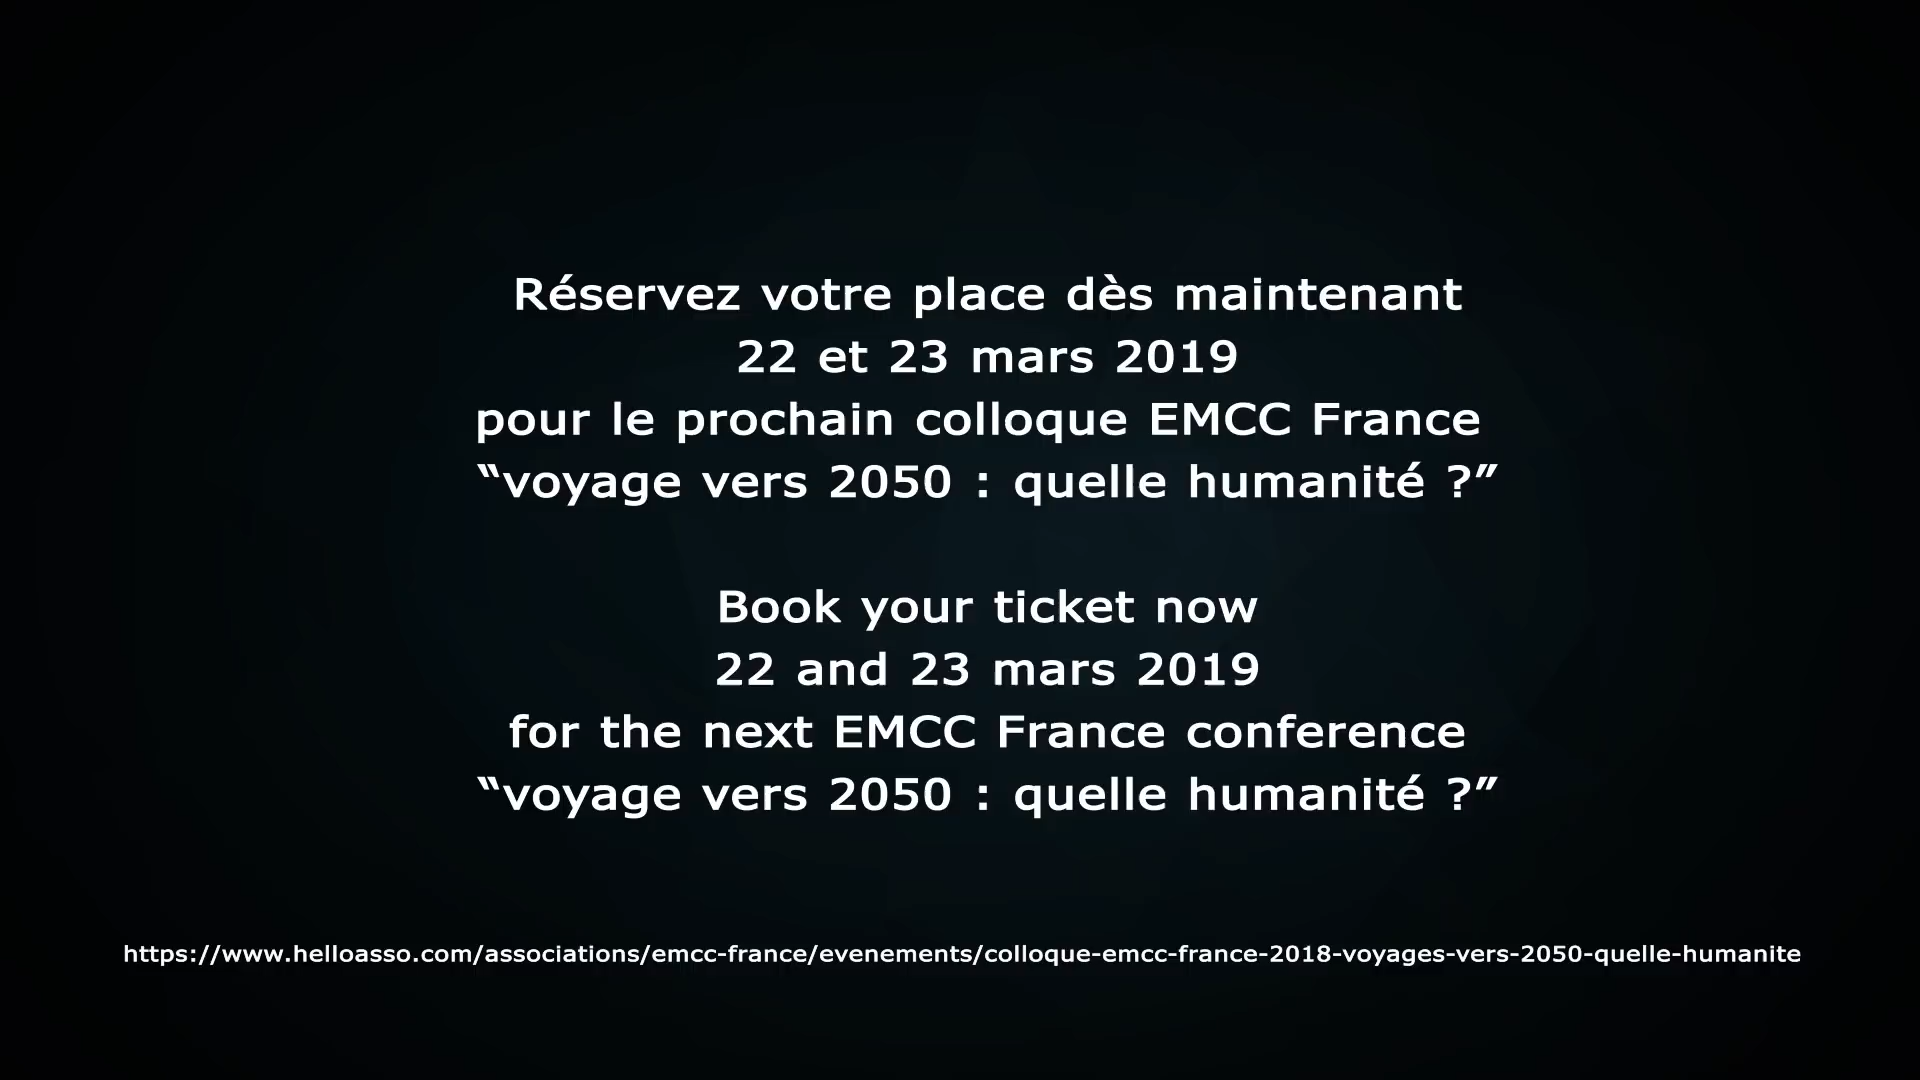 Réservez votre place dès maintenant
22 et 23 mars 2019
pour le prochain colloque EMCC France
“voyage vers 2050 : quelle humanité ?”
Book your ticket now
22 and 23 mars 2019
for the next EMCC France conference
“voyage vers 2050 : quelle humanité ?”
https://www.helloasso.com/associations/emcc-france/evenements/colloque-emcc-france-2018-voyages-vers-2050-quelle-humanite